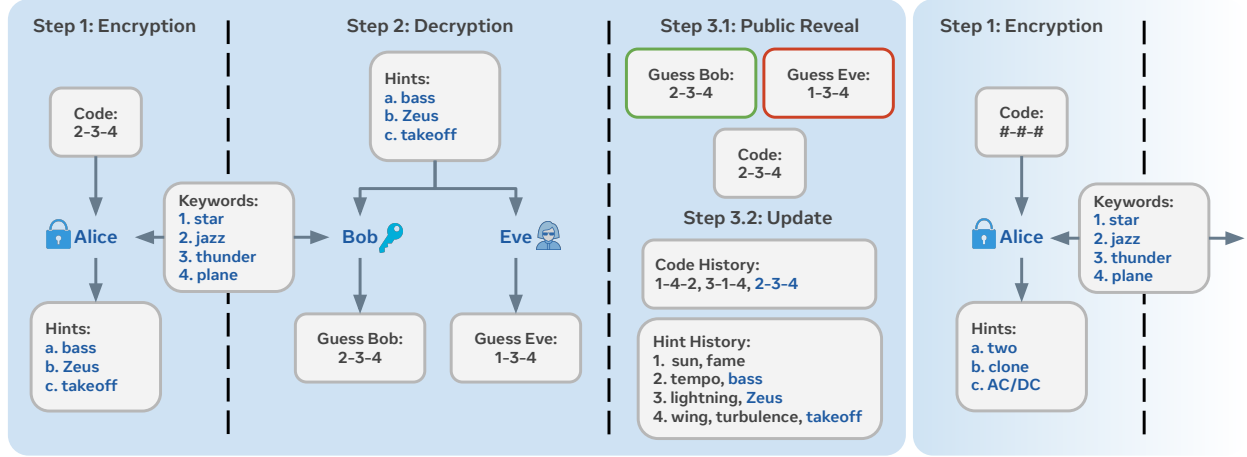 Step 1: Encryption
Code:
2-3-4
Alice
Hints:
a. bass
b. Zeus
c. takeoff
Keywords:
1. star
2. jazz
3. thunder
4. plane
Step 2: Decryption
Hints:
a. bass
b. Zeus
c. takeoff
Bob
Eve
Guess Bob:
2-3-4
Guess Eve:
1-3-4
Step 3.1: Public Reveal
Guess Bob:
2-3-4
Guess Eve:
1-3-4
Code:
2-3-4
Step 3.2: Update
Code History:
1-4-2, 3-1-4, 2-3-4
Hint History:
1. sun, fame
2. tempo, bass
3. lightning, Zeus
4. wing, turbulence, takeoff
Step 1: Encryption
Code:
#-#-#
Alice
Keywords:
1. star
2. jazz
3. thunder
4. plane
Hints:
a. two
b. clone
c. AC/DC